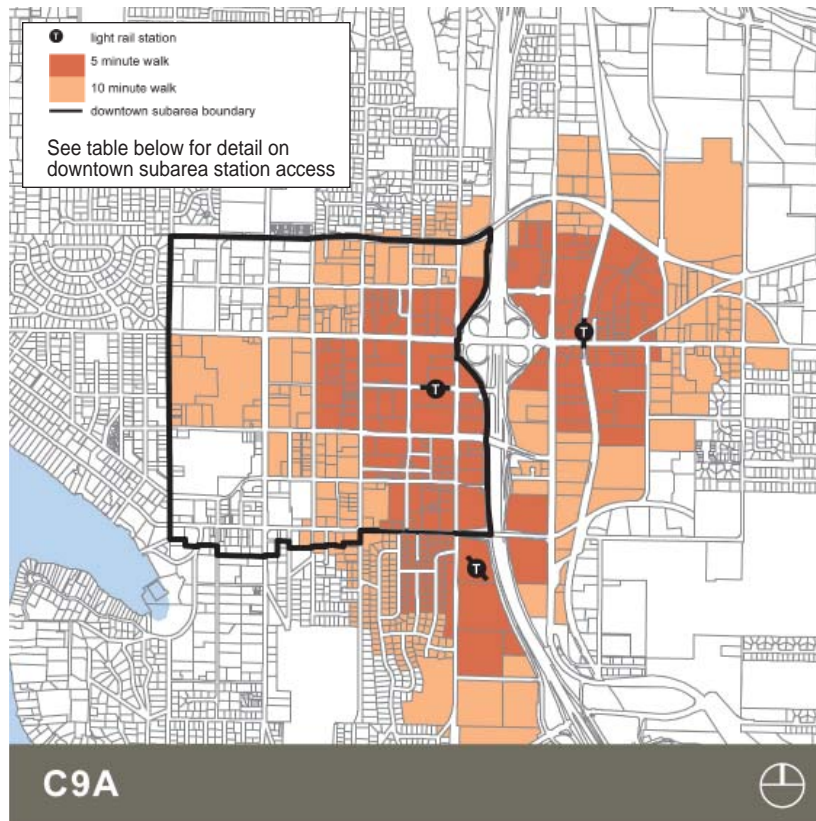 T light rail station
5 minute walk
10 minute walk
downtown subarea boundary
See table below for detail on
downtown subarea station access
T
T
T
C9A